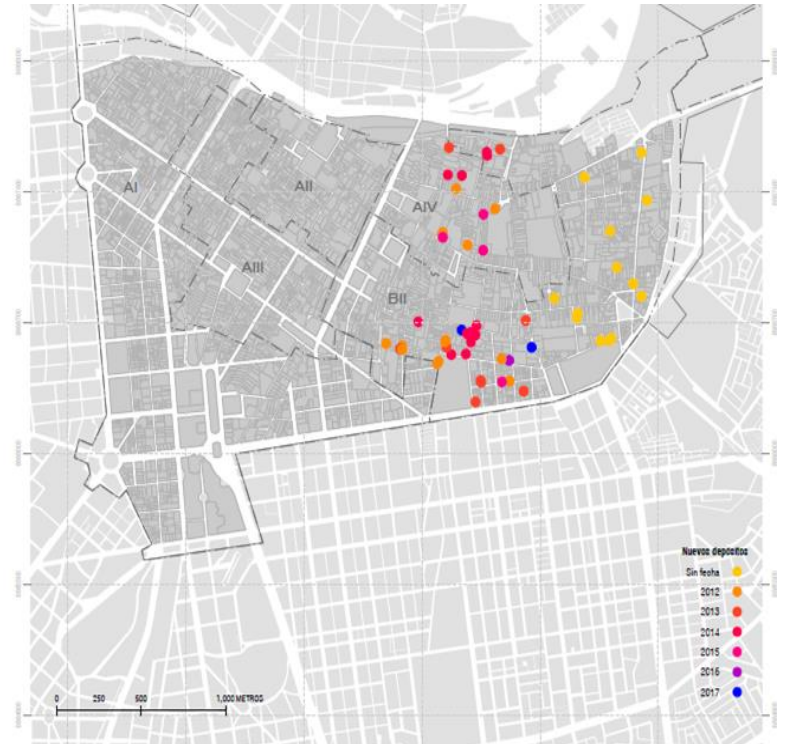 AI
AII
AIV
AIII
BII
Nuevos depósitos
Sin fecha
2012
2013
2014
2015
2016
2017
0 250 500 1,000 METROS